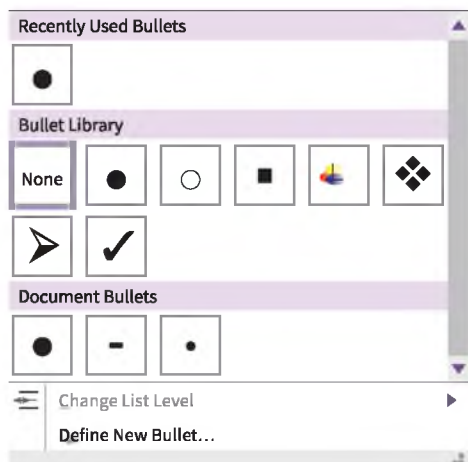 Recently Used Bullets
Bullet Library
None
Document Bullets
Change List Level
Define New Bullet...